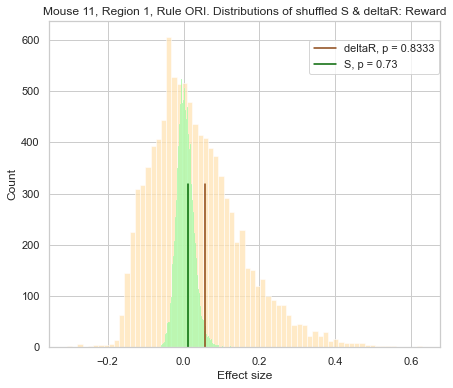 Mouse 11, Region 1, Rule ORI. Distributions of shuffled S & deltaR: Reward
deltaR, p = 0.8333
S, p = 0.73
600
500
400
300
200
100
0
Count
−0.2 0.0 0.2 0.4 0.6
Effect size